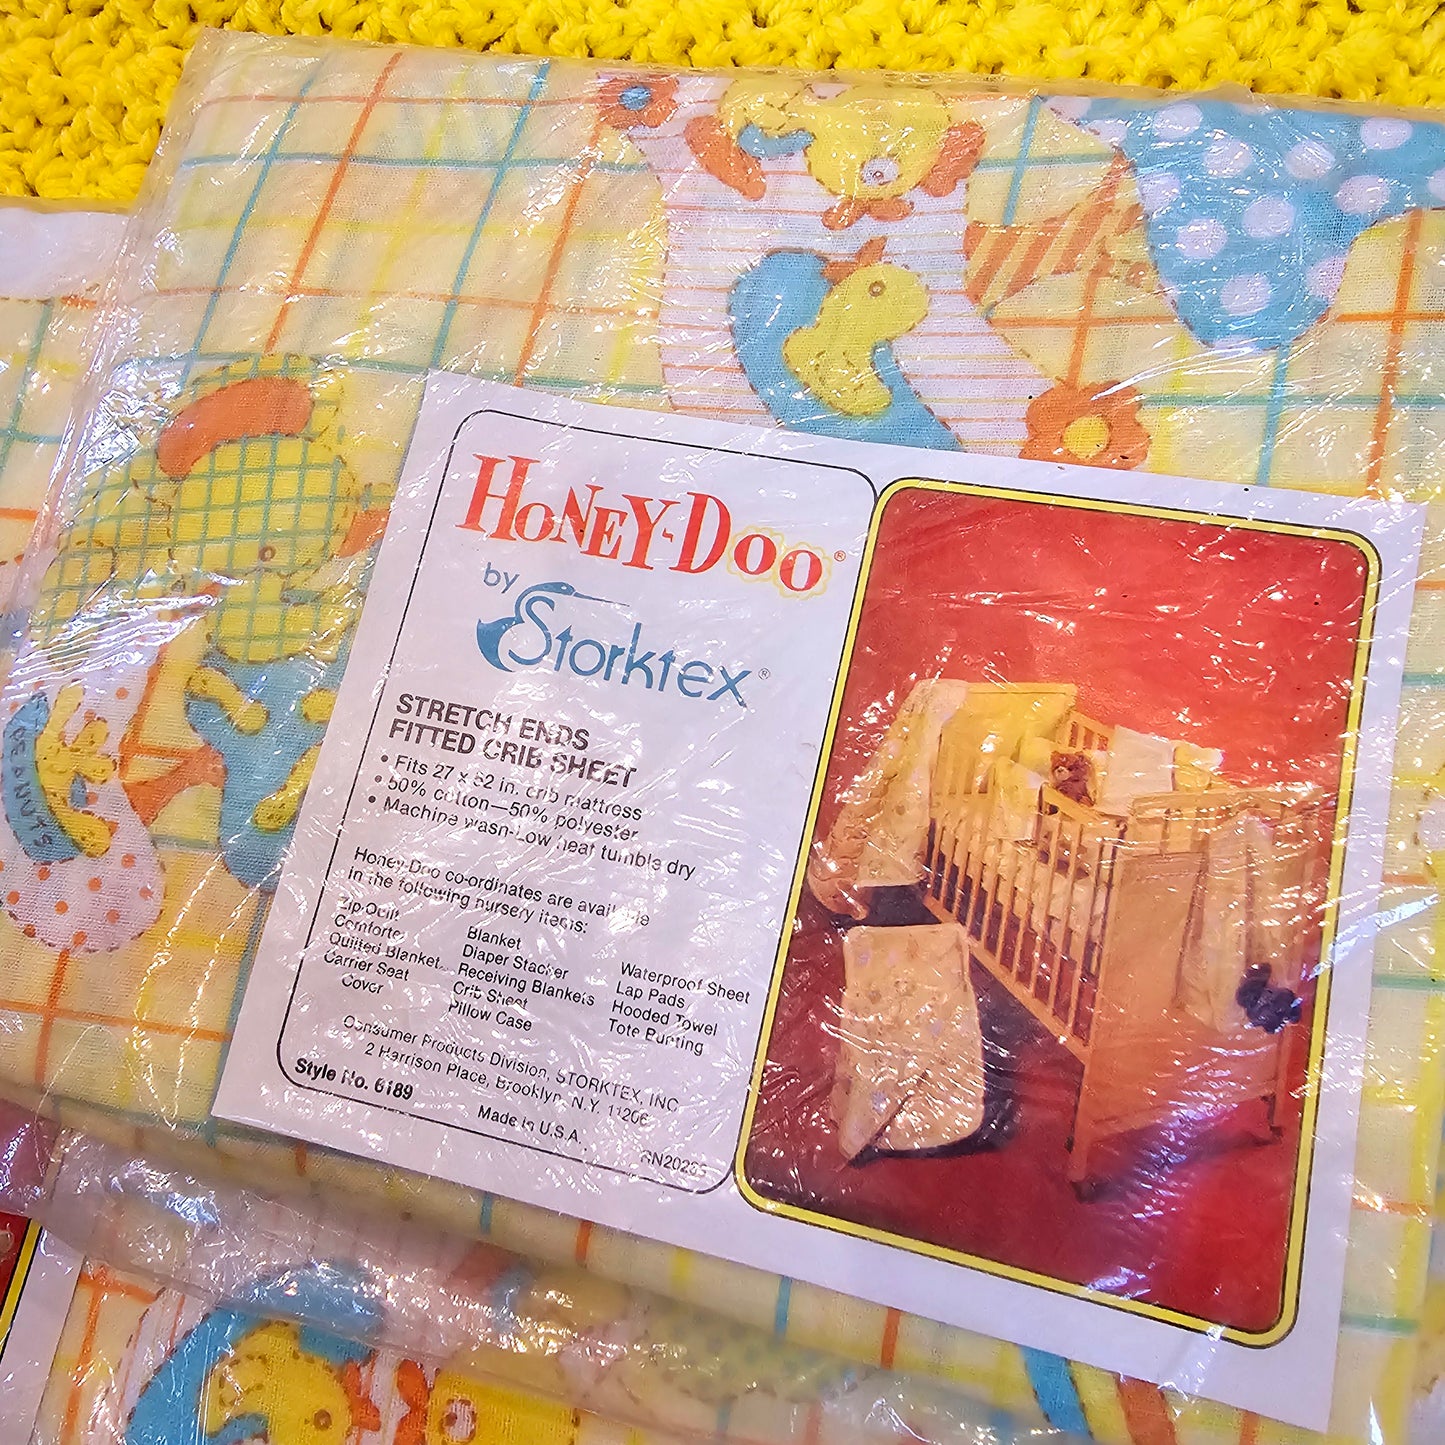 HONEY-DOO®
by Storktex®
STRETCH ENDS
FITTED CRIB SHEET
• Fits 27 x 52 in. crib mattress
• 50% cotton—50% polyester
• Machine wash-Low heat tumble dry
Honey-Doo co-ordinates are available
in the following nursery items:
Zip-Quilt
Comforter
Quilted Blanket
Carrier Seat
Cover
Blanket
Diaper Stacker
Receiving Blankets
Crib Sheet
Pillow Case
Waterproof Sheet
Lap Pads
Hooded Towel
Tote Bunting
Consumer Products Division, STORKTEX, INC
2 Harrison Place, Brooklyn, N.Y. 11206
Style No. 6189
Made in U.S.A.
PEANUTS